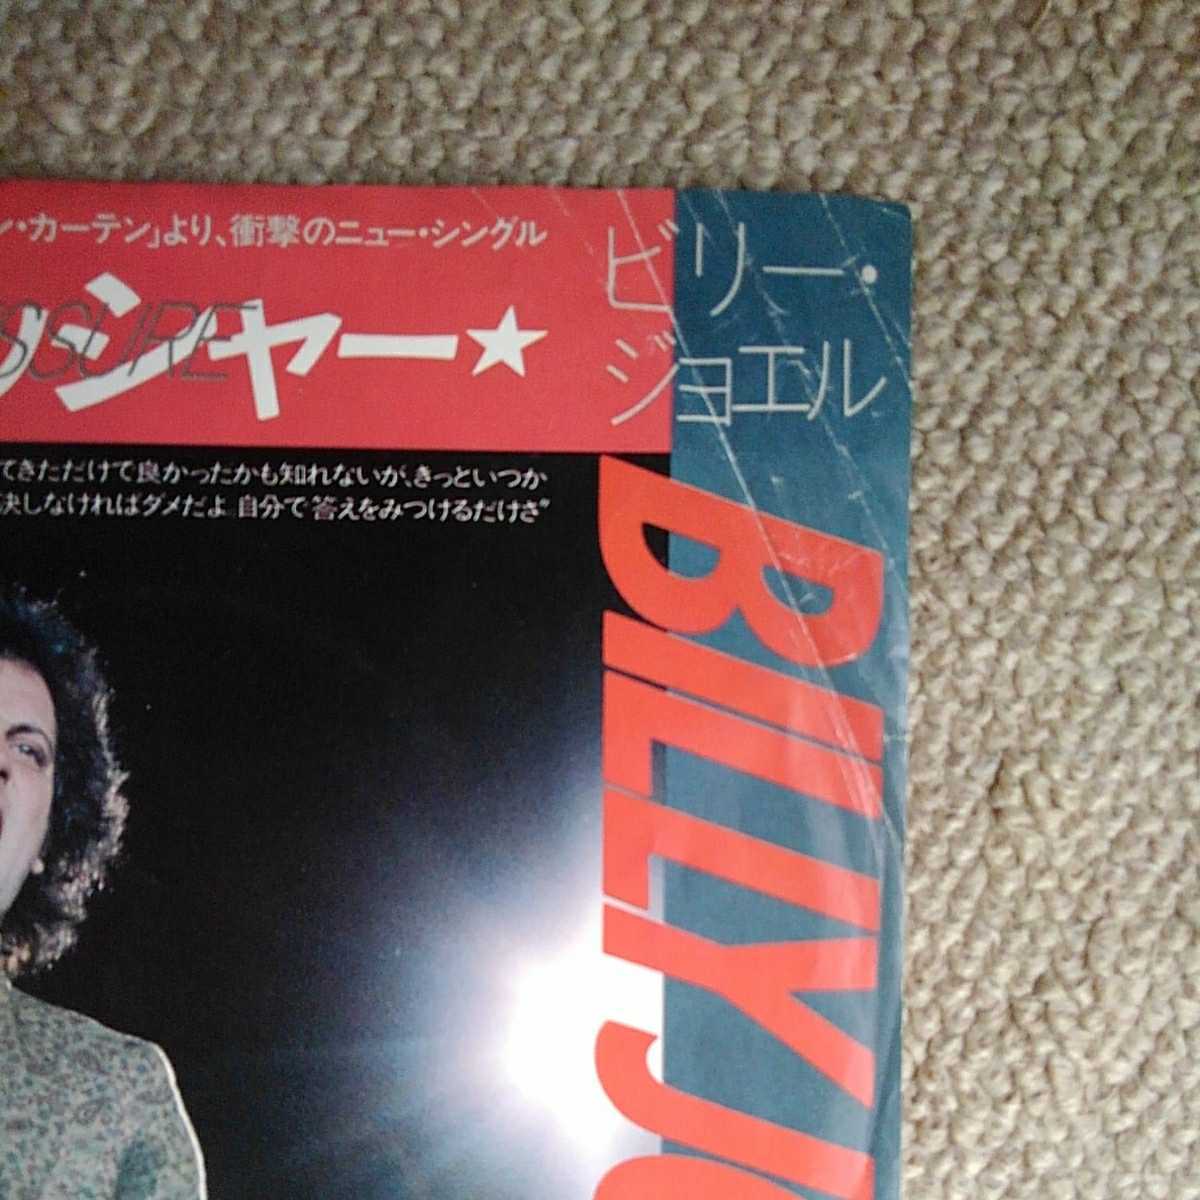 ン・カーテン」より、衝撃のニュー・シングル
ッシャー★
SSURE
ビリー・
ジョエル
てきただけで良かったかも知れないが、きっといつか
決しなければダメだよ 自分で答えをみつけるだけさ”
BILLY JO